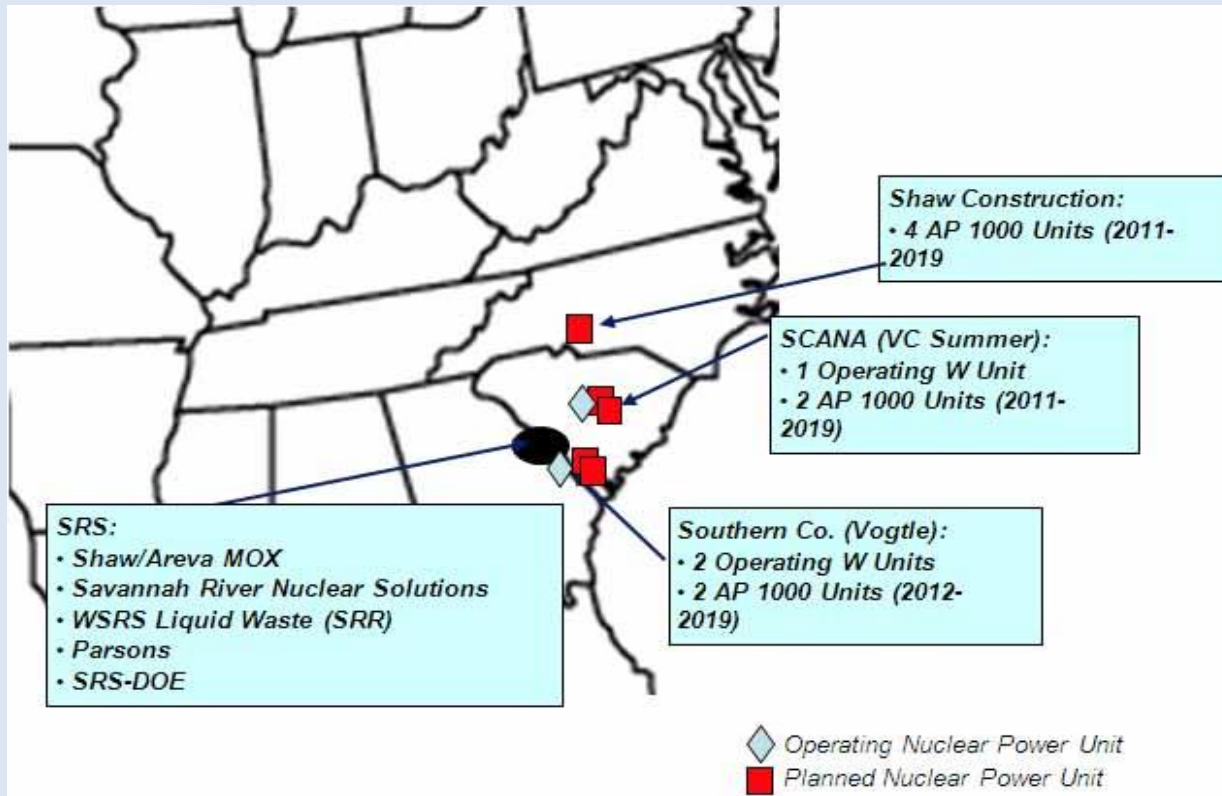 Shaw Construction:
• 4 AP 1000 Units (2011-
2019
SCANA (VC Summer):
• 1 Operating W Unit
• 2 AP 1000 Units (2011-
2019)
SRS:
• Shaw/Areva MOX
• Savannah River Nuclear Solutions
• WSRS Liquid Waste (SRR)
• Parsons
• SRS-DOE
Southern Co. (Vogtle):
• 2 Operating W Units
• 2 AP 1000 Units (2012-
2019)
Operating Nuclear Power Unit
Planned Nuclear Power Unit